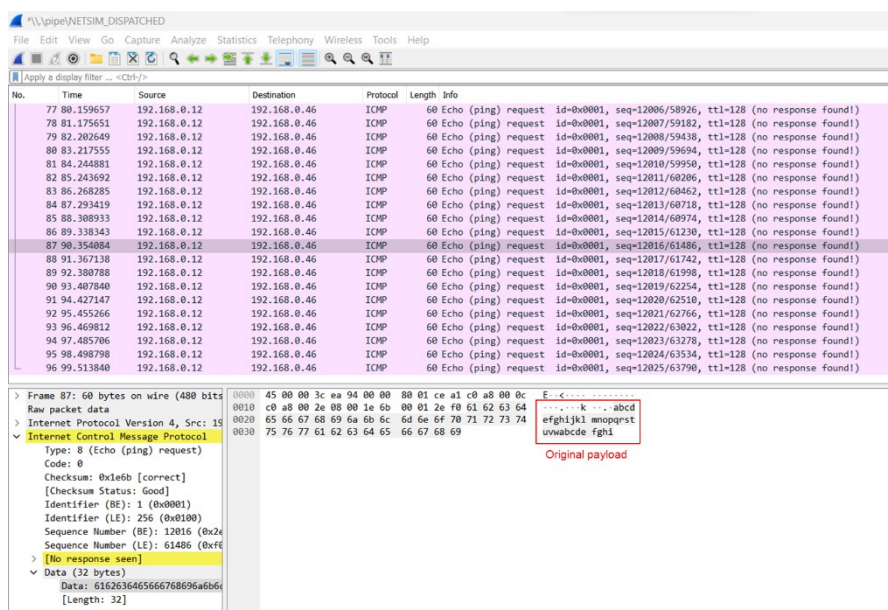 *\\.\pipe\NETSIM_DISPATCHED
File Edit View Go Capture Analyze Statistics Telephony Wireless Tools Help
Apply a display filter ... <Ctrl-/>
No. Time Source Destination Protocol Length Info
77 80.159657 192.168.0.12 192.168.0.46 ICMP 60 Echo (ping) request id=0x0001, seq=12006/58926, ttl=128 (no response found!)
78 81.175651 192.168.0.12 192.168.0.46 ICMP 60 Echo (ping) request id=0x0001, seq=12007/59182, ttl=128 (no response found!)
79 82.202649 192.168.0.12 192.168.0.46 ICMP 60 Echo (ping) request id=0x0001, seq=12008/59438, ttl=128 (no response found!)
80 83.217555 192.168.0.12 192.168.0.46 ICMP 60 Echo (ping) request id=0x0001, seq=12009/59694, ttl=128 (no response found!)
81 84.244881 192.168.0.12 192.168.0.46 ICMP 60 Echo (ping) request id=0x0001, seq=12010/59950, ttl=128 (no response found!)
82 85.243692 192.168.0.12 192.168.0.46 ICMP 60 Echo (ping) request id=0x0001, seq=12011/60206, ttl=128 (no response found!)
83 86.268285 192.168.0.12 192.168.0.46 ICMP 60 Echo (ping) request id=0x0001, seq=12012/60462, ttl=128 (no response found!)
84 87.293419 192.168.0.12 192.168.0.46 ICMP 60 Echo (ping) request id=0x0001, seq=12013/60718, ttl=128 (no response found!)
85 88.308933 192.168.0.12 192.168.0.46 ICMP 60 Echo (ping) request id=0x0001, seq=12014/60974, ttl=128 (no response found!)
86 89.338343 192.168.0.12 192.168.0.46 ICMP 60 Echo (ping) request id=0x0001, seq=12015/61230, ttl=128 (no response found!)
87 90.354084 192.168.0.12 192.168.0.46 ICMP 60 Echo (ping) request id=0x0001, seq=12016/61486, ttl=128 (no response found!)
88 91.367138 192.168.0.12 192.168.0.46 ICMP 60 Echo (ping) request id=0x0001, seq=12017/61742, ttl=128 (no response found!)
89 92.380788 192.168.0.12 192.168.0.46 ICMP 60 Echo (ping) request id=0x0001, seq=12018/61998, ttl=128 (no response found!)
90 93.407840 192.168.0.12 192.168.0.46 ICMP 60 Echo (ping) request id=0x0001, seq=12019/62254, ttl=128 (no response found!)
91 94.427147 192.168.0.12 192.168.0.46 ICMP 60 Echo (ping) request id=0x0001, seq=12020/62510, ttl=128 (no response found!)
92 95.455266 192.168.0.12 192.168.0.46 ICMP 60 Echo (ping) request id=0x0001, seq=12021/62766, ttl=128 (no response found!)
93 96.469812 192.168.0.12 192.168.0.46 ICMP 60 Echo (ping) request id=0x0001, seq=12022/63022, ttl=128 (no response found!)
94 97.485706 192.168.0.12 192.168.0.46 ICMP 60 Echo (ping) request id=0x0001, seq=12023/63278, ttl=128 (no response found!)
95 98.498798 192.168.0.12 192.168.0.46 ICMP 60 Echo (ping) request id=0x0001, seq=12024/63534, ttl=128 (no response found!)
96 99.513840 192.168.0.12 192.168.0.46 ICMP 60 Echo (ping) request id=0x0001, seq=12025/63790, ttl=128 (no response found!)
Frame 87: 60 bytes on wire (480 bits
Raw packet data
Internet Protocol Version 4, Src: 19
Internet Control Message Protocol
Type: 8 (Echo (ping) request)
Code: 0
Checksum: 0x1e6b [correct]
[Checksum Status: Good]
Identifier (BE): 1 (0x0001)
Identifier (LE): 256 (0x0100)
Sequence Number (BE): 12016 (0x2e
Sequence Number (LE): 61486 (0xf0
[No response seen]
Data (32 bytes)
Data: 6162636465666768696a6b6c
[Length: 32]
0000 45 00 00 3c ea 94 00 00 80 01 ce a1 c0 a8 00 0c E··<···· ········
0010 c0 a8 00 2e 08 00 1e 6b 00 01 2e f0 61 62 63 64 ···.···k ··.·abcd
0020 65 66 67 68 69 6a 6b 6c 6d 6e 6f 70 71 72 73 74 efghijkl mnopqrst
0030 75 76 77 61 62 63 64 65 66 67 68 69 uvwabcde fghi
Original payload